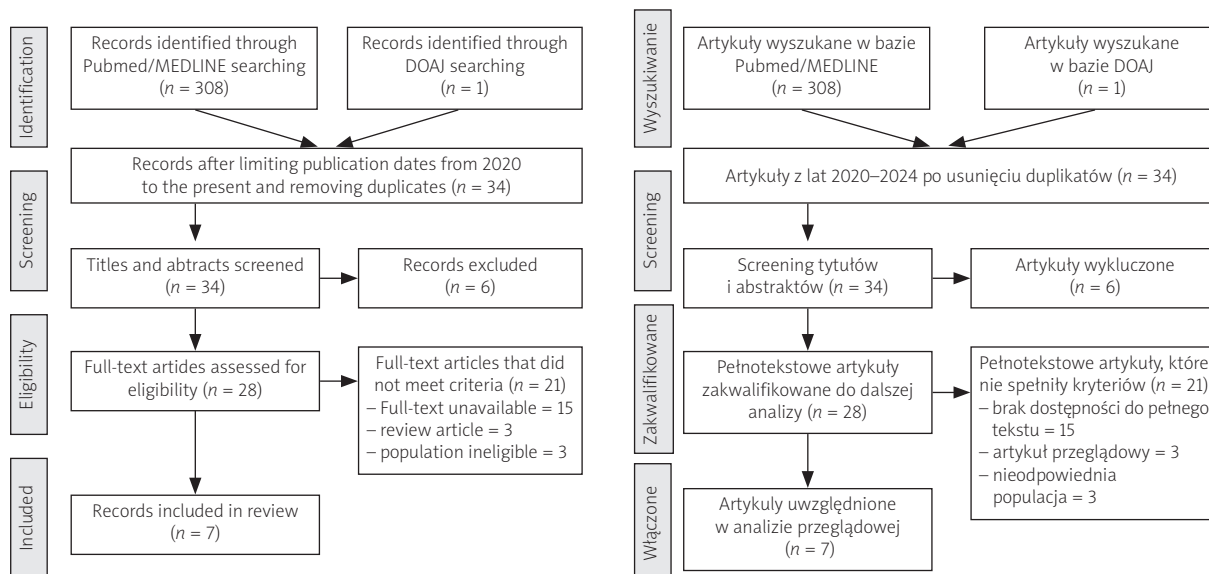 Identification
Records identified through
Pubmed/MEDLINE searching
(n = 308)
Records identified through
DOAJ searching
(n = 1)
Screening
Records after limiting publication dates from 2020
to the present and removing duplicates (n = 34)
Titles and abtracts screened
(n = 34)
Records excluded
(n = 6)
Eligibility
Full-text artides assessed for
eligibility (n = 28)
Full-text articles that did
not meet criteria (n = 21)
– Full-text unavailable = 15
– review article = 3
– population ineligible = 3
Included
Records included in review
(n = 7)
Wyszukiwanie
Artykuły wyszukane w bazie
Pubmed/MEDLINE
(n = 308)
Artykuły wyszukane
w bazie DOAJ
(n = 1)
Screening
Artykuły z lat 2020–2024 po usunięciu duplikatów (n = 34)
Screening tytułów
i abstraktów (n = 34)
Artykuły wykluczone
(n = 6)
Zakwalifikowane
Pełnotekstowe artykuły
zakwalifikowane do dalszej
analizy (n = 28)
Pełnotekstowe artykuły, które
nie spełniły kryteriów (n = 21)
– brak dostępności do pełnego
tekstu = 15
– artykuł przeglądowy = 3
– nieodpowiednia
populacja = 3
Włączone
Artykuly uwzględnione
w analizie przeglądowej
(n = 7)